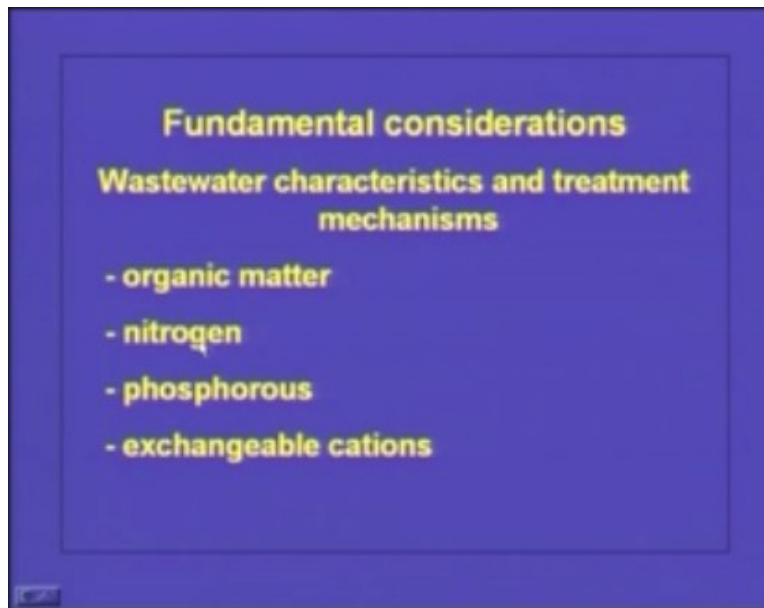 Fundamental considerations
Wastewater characteristics and treatment
mechanisms
- organic matter
- nitrogen
- phosphorous
- exchangeable cations